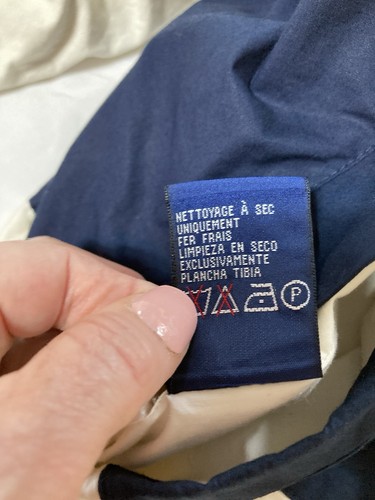 NETTOYAGE À SEC
UNIQUEMENT
FER FRAIS
LIMPIEZA EN SECO
EXCLUSIVAMENTE
PLANCHA TIBIA
P